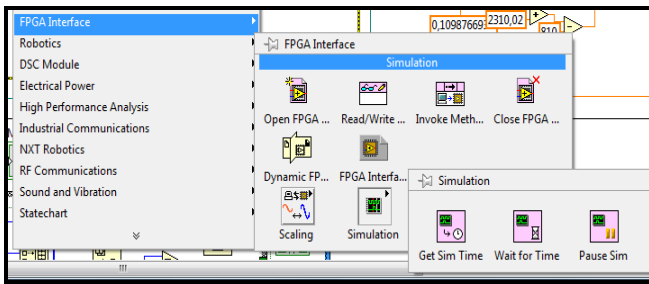 FPGA Interface
Robotics
DSC Module
Electrical Power
High Performance Analysis
Industrial Communications
NXT Robotics
RF Communications
Sound and Vibration
Statechart
0,10987669
2310,02
810
FPGA Interface
Simulation
Open FPGA ... Read/Write ... Invoke Meth... Close FPGA ...
Dynamic FP... FPGA Interfa...
Scaling Simulation
Simulation
Get Sim Time Wait for Time Pause Sim